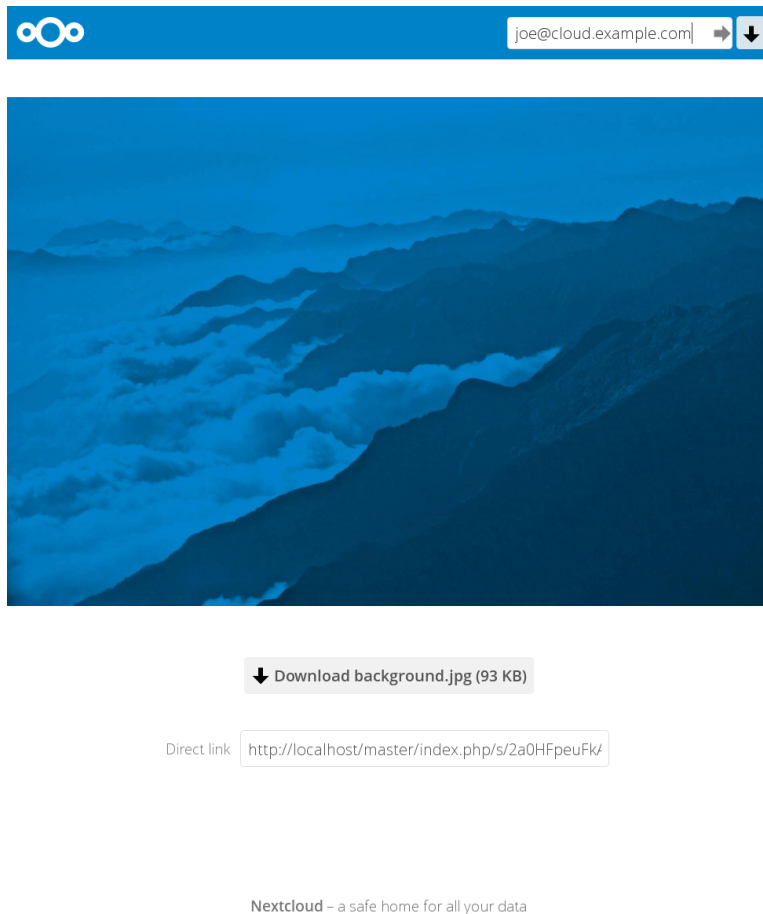 joe@cloud.example.com
Download background.jpg (93 KB)
Direct link http://localhost/master/index.php/s/2a0HFpeuFkA
Nextcloud – a safe home for all your data